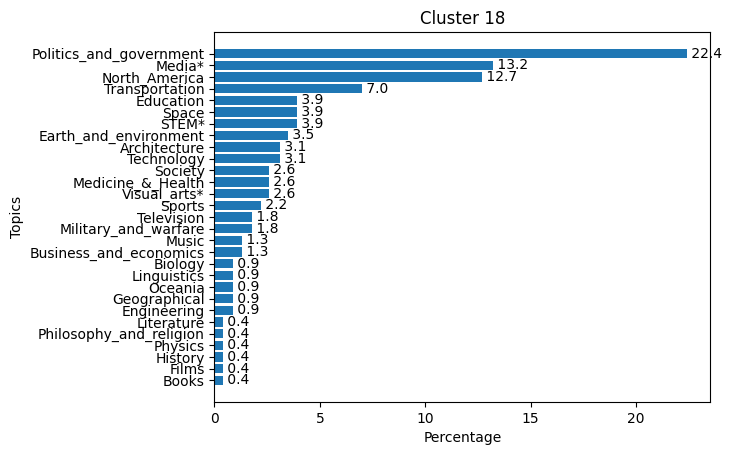 Cluster 18
Topics
Politics_and_government 22.4
Media* 13.2
North_America 12.7
Transportation 7.0
Education 3.9
Space 3.9
STEM* 3.9
Earth_and_environment 3.5
Architecture 3.1
Technology 3.1
Society 2.6
Medicine_&_Health 2.6
Visual_arts* 2.6
Sports 2.2
Television 1.8
Military_and_warfare 1.8
Music 1.3
Business_and_economics 1.3
Biology 0.9
Linguistics 0.9
Oceania 0.9
Geographical 0.9
Engineering 0.9
Literature 0.4
Philosophy_and_religion 0.4
Physics 0.4
History 0.4
Films 0.4
Books 0.4
0 5 10 15 20
Percentage